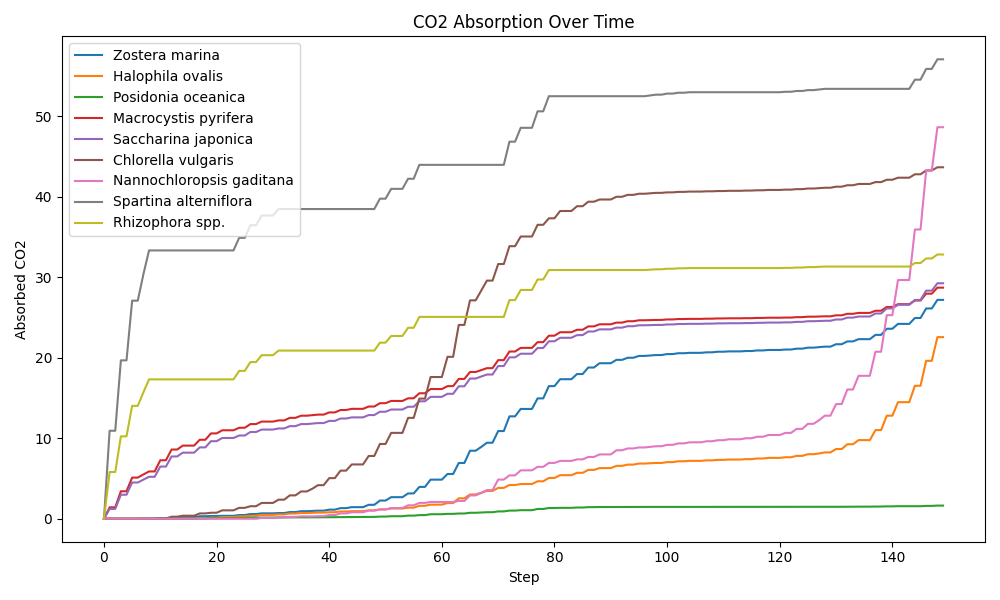 CO2 Absorption Over Time
Zostera marina
Halophila ovalis
Posidonia oceanica
Macrocystis pyrifera
Saccharina japonica
Chlorella vulgaris
Nannochloropsis gaditana
Spartina alterniflora
Rhizophora spp.
Absorbed CO2
50
40
30
20
10
0
0 20 40 60 80 100 120 140
Step